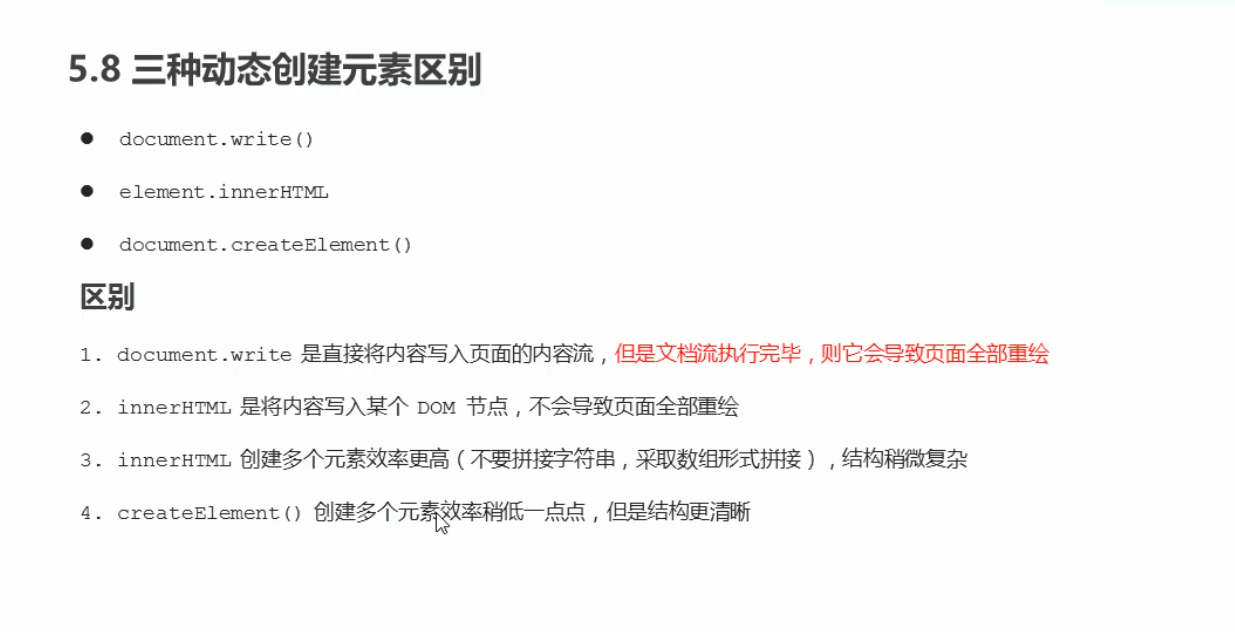 5.8 三种动态创建元素区别
● document.write()
● element.innerHTML
● document.createElement()
区别
1. document.write 是直接将内容写入页面的内容流，但是文档流执行完毕，则它会导致页面全部重绘
2. innerHTML 是将内容写入某个 DOM 节点，不会导致页面全部重绘
3. innerHTML 创建多个元素效率更高（不要拼接字符串，采取数组形式拼接），结构稍微复杂
4. createElement() 创建多个元素效率稍低一点点，但是结构更清晰